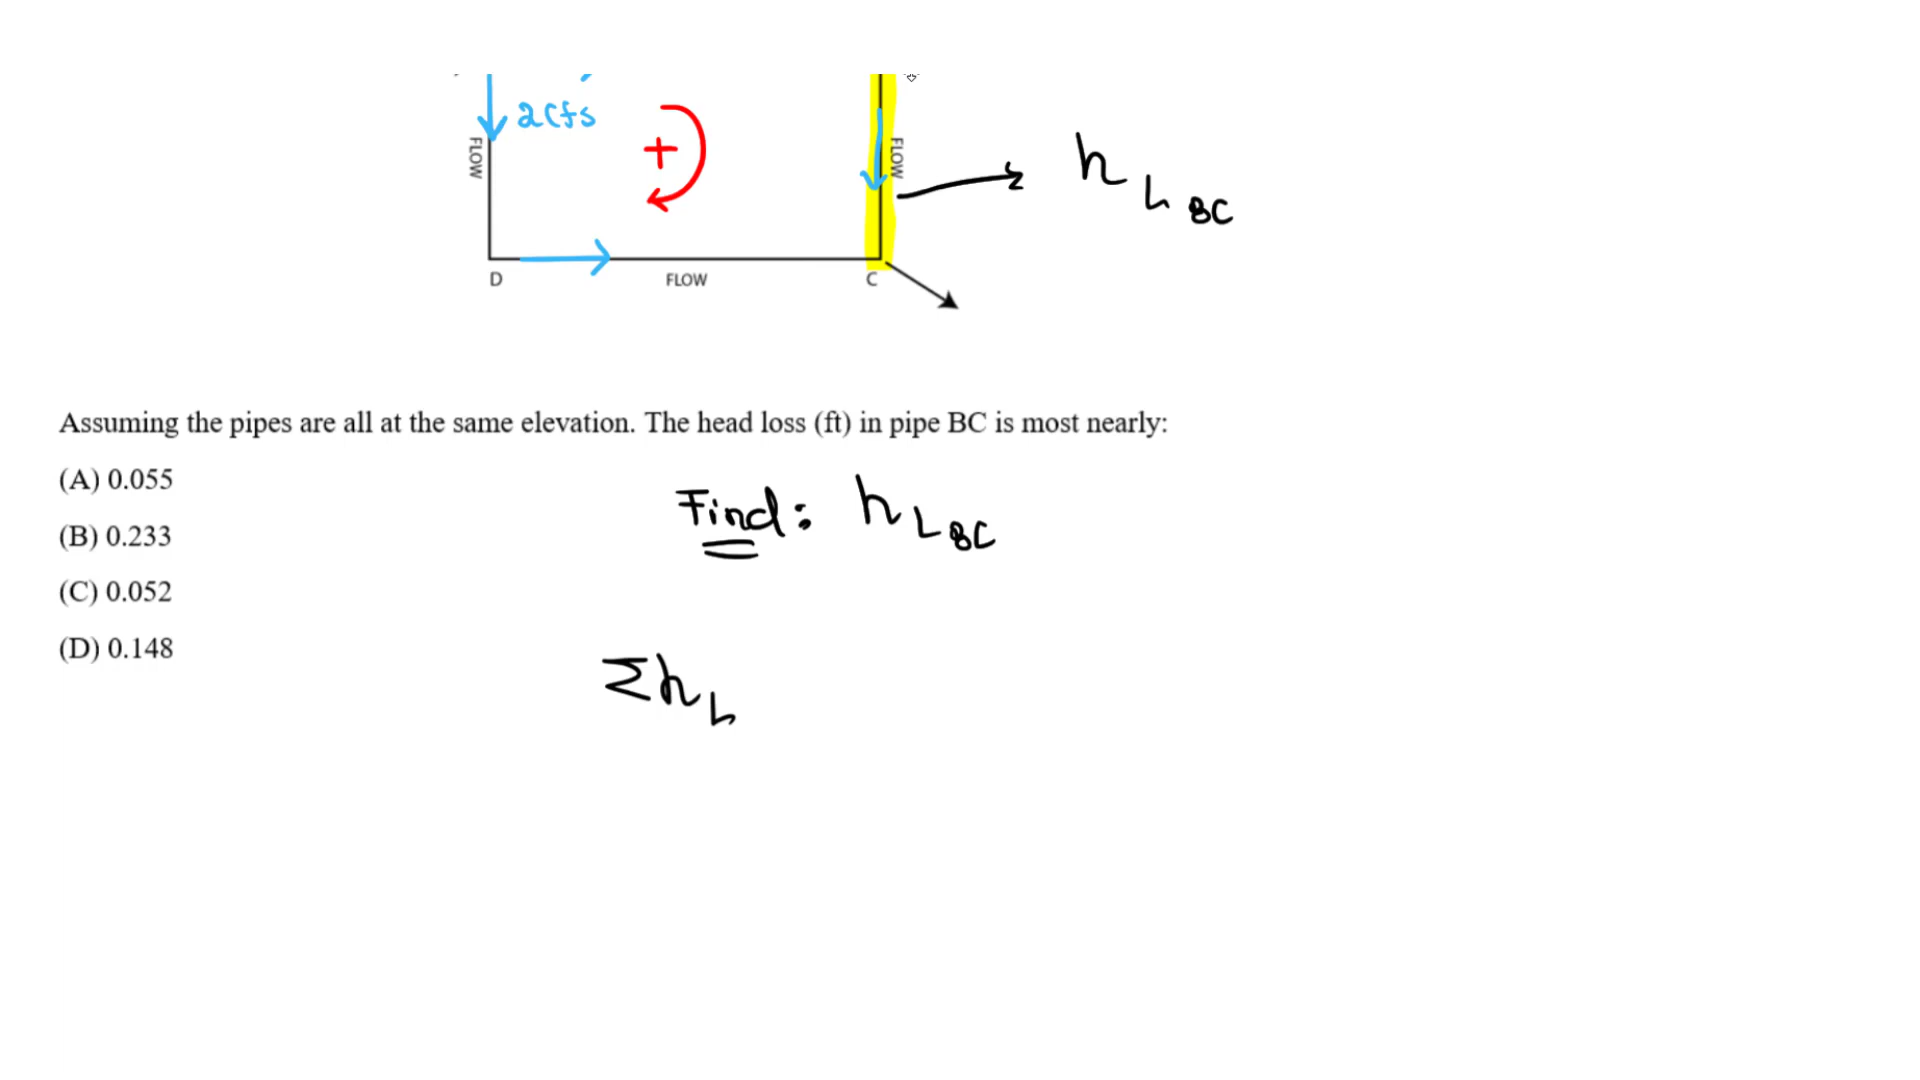 2cfs
+
FLOW
FLOW
h L BC
D
FLOW
C
Assuming the pipes are all at the same elevation. The head loss (ft) in pipe BC is most nearly:
(A) 0.055
(B) 0.233
(C) 0.052
(D) 0.148
Find: h L BC
Σh L